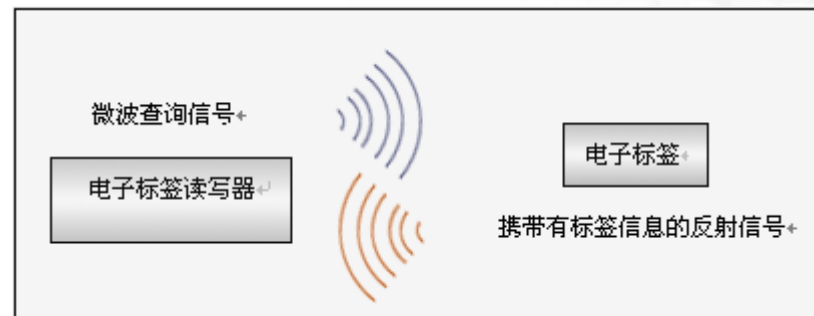 微波查询信号
电子标签读写器
电子标签
携带有标签信息的反射信号